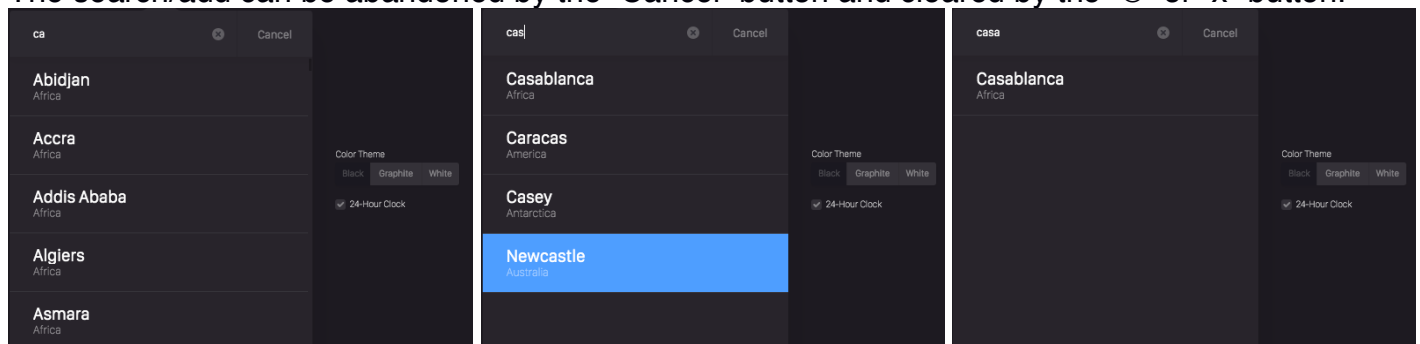 The search/add can be abandoned by the "Cancel" button and cleared by the " " or "x" button.
ca Cancel
Abidjan
Africa
Accra
Africa
Addis Ababa
Africa
Algiers
Africa
Asmara
Africa
Color Theme
Black Graphite White
24-Hour Clock
cas Cancel
Casablanca
Africa
Caracas
America
Casey
Antarctica
Newcastle
Australia
Color Theme
Black Graphite White
24-Hour Clock
casa Cancel
Casablanca
Africa
Color Theme
Black Graphite White
24-Hour Clock